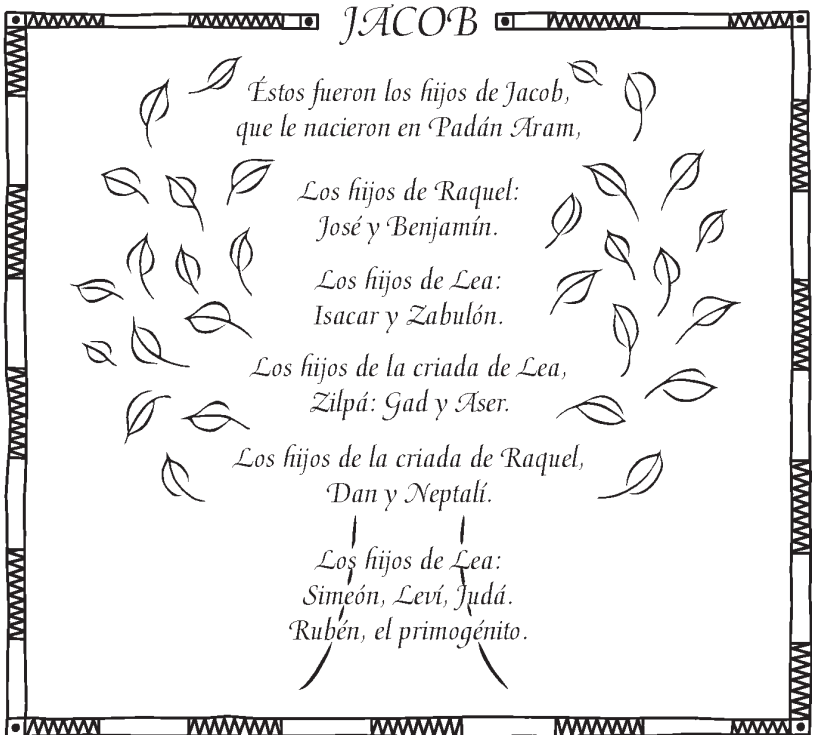 JACOB
Éstos fueron los hijos de Jacob,
que le nacieron en Padán Aram,
Los hijos de Raquel:
José y Benjamín.
Los hijos de Lea:
Isacar y Zabulón.
Los hijos de la criada de Lea,
Zilpá: Gad y Aser.
Los hijos de la criada de Raquel,
Dan y Neptalí.
Los hijos de Lea:
Simeón, Leví, Judá.
Rubén, el primogénito.